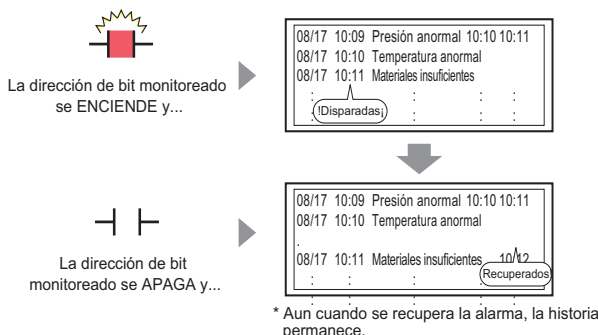 08/17 10:09 Presión anormal 10:10 10:11
08/17 10:10 Temperatura anormal
08/17 10:11 Materiales insuficientes
: : : :
!Disparadas¡
: : : :
La dirección de bit monitoreado
se ENCIENDE y...
08/17 10:09 Presión anormal 10:10 10:11
08/17 10:10 Temperatura anormal
.
08/17 10:11 Materiales insuficientes 10/12
Recuperados
: : : :
: : : :
La dirección de bit
monitoreado se APAGA y...
* Aun cuando se recupera la alarma, la historia
permanece.